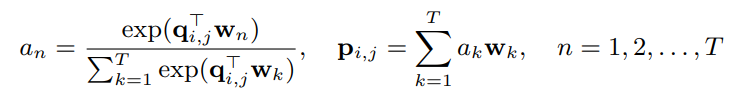 $a_n = \frac{\exp(\mathbf{q}_{i,j}^\top \mathbf{w}_n)}{\sum_{k=1}^{T} \exp(\mathbf{q}_{i,j}^\top \mathbf{w}_k)}, \quad \mathbf{p}_{i,j} = \sum_{k=1}^{T} a_k \mathbf{w}_k, \quad n = 1, 2, \ldots, T$